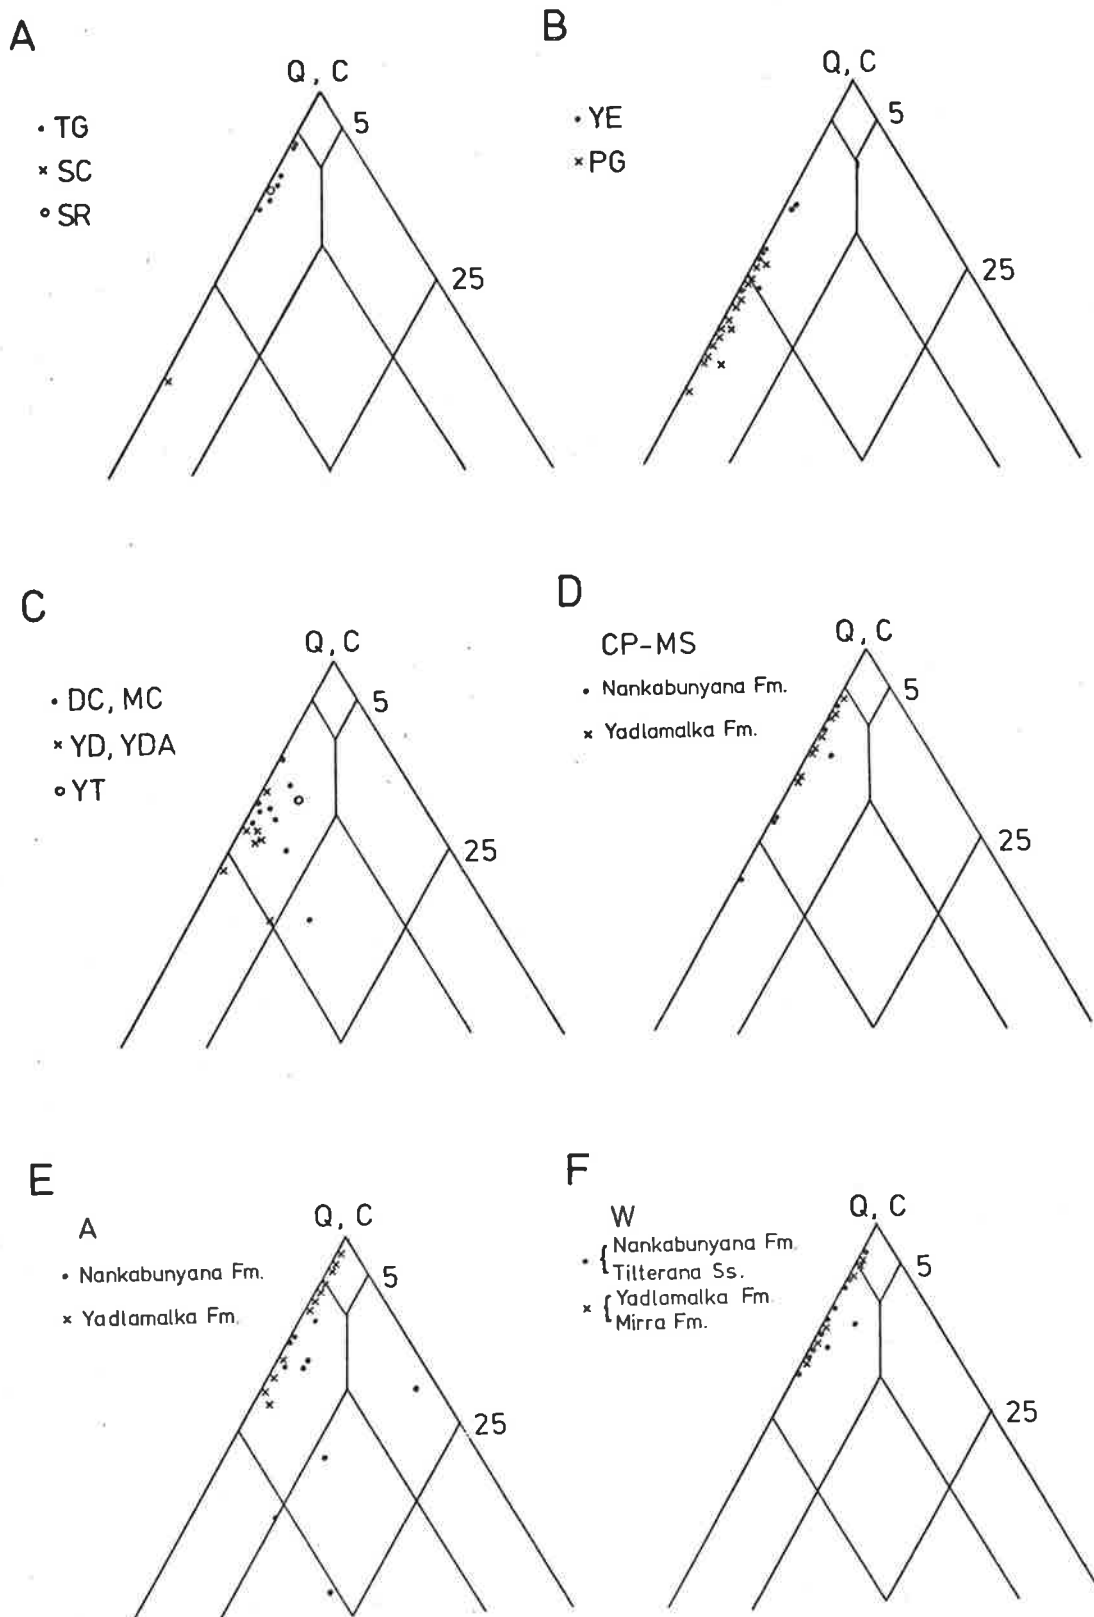 A
Q, C
5
• TG
× SC
○ SR
25
B
Q, C
5
• YE
× PG
25
C
Q, C
5
• DC, MC
× YD, YDA
○ YT
25
D
Q, C
CP-MS
5
• Nankabunyana Fm.
× Yadlamalka Fm.
25
E
Q, C
A
5
• Nankabunyana Fm.
× Yadlamalka Fm.
25
F
Q, C
W
5
• { Nankabunyana Fm.
Tilterana Ss.
× { Yadlamalka Fm.
Mirra Fm.
25